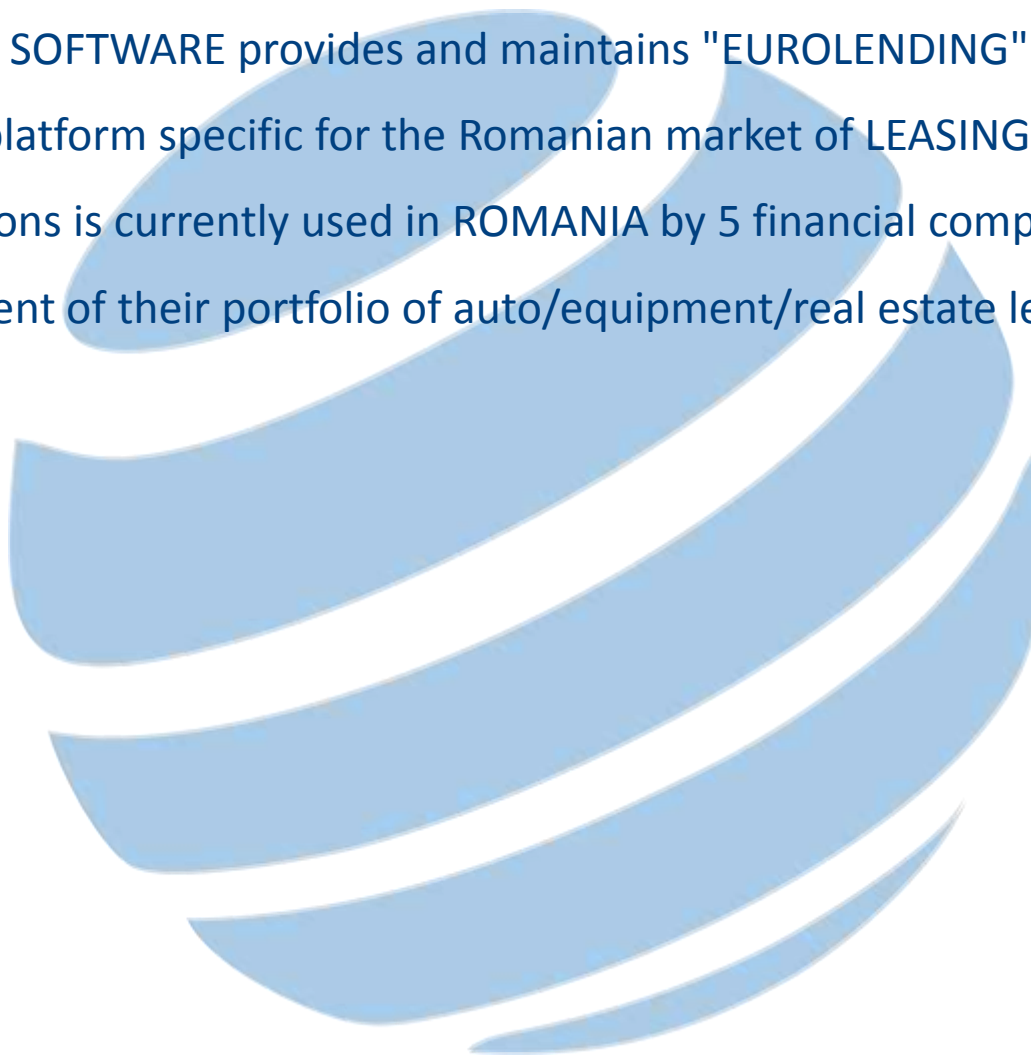 SOFTWARE provides and maintains "EUROLENDING"
platform specific for the Romanian market of LEASING
ons is currently used in ROMANIA by 5 financial comp
ent of their portfolio of auto/equipment/real estate le